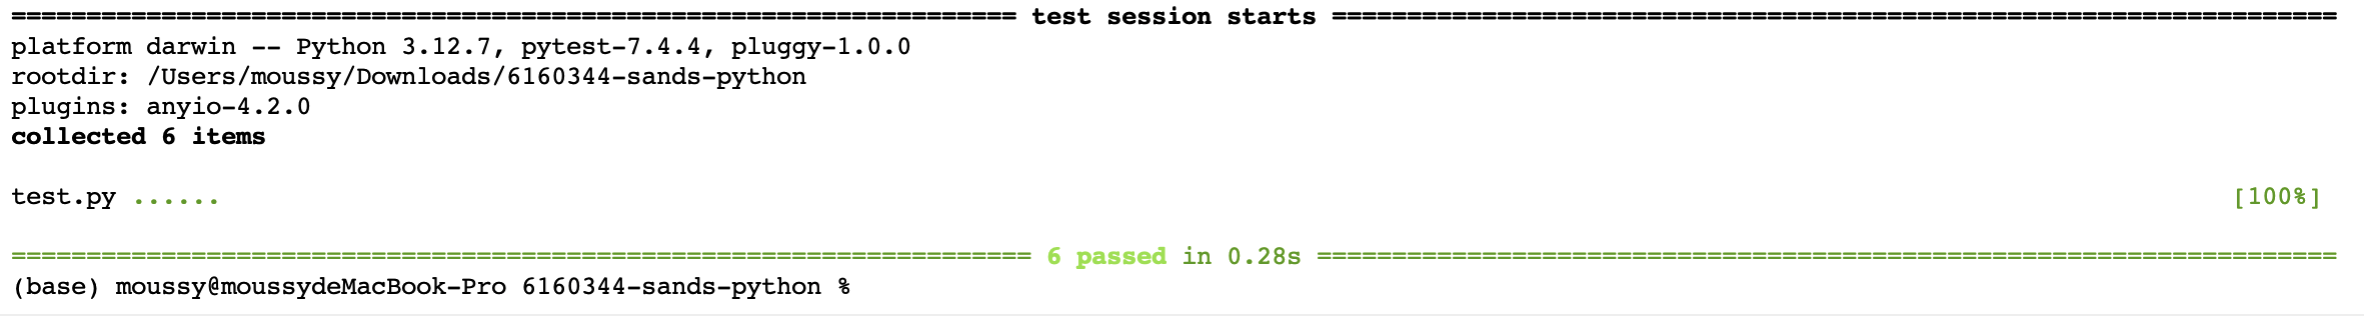 =================================================================== test session starts ===================================================================
platform darwin -- Python 3.12.7, pytest-7.4.4, pluggy-1.0.0
rootdir: /Users/moussy/Downloads/6160344-sands-python
plugins: anyio-4.2.0
collected 6 items
test.py ...... [100%]
==================================================================== 6 passed in 0.28s ====================================================================
(base) moussy@moussydeMacBook-Pro 6160344-sands-python %